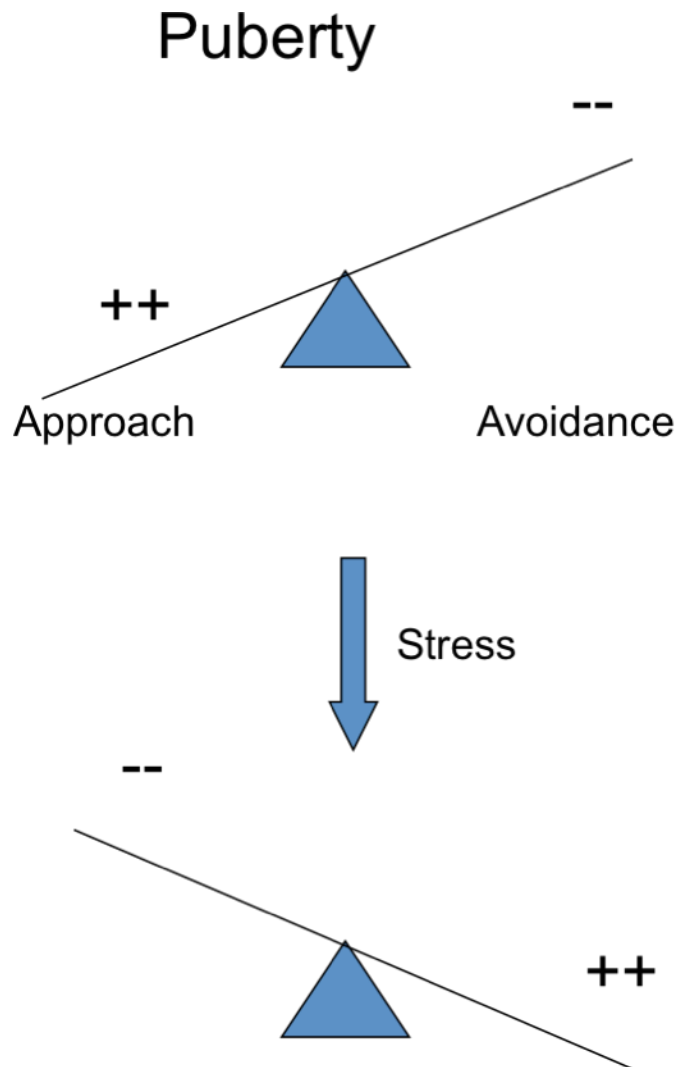 Puberty
--
++
Approach
Avoidance
Stress
--
++